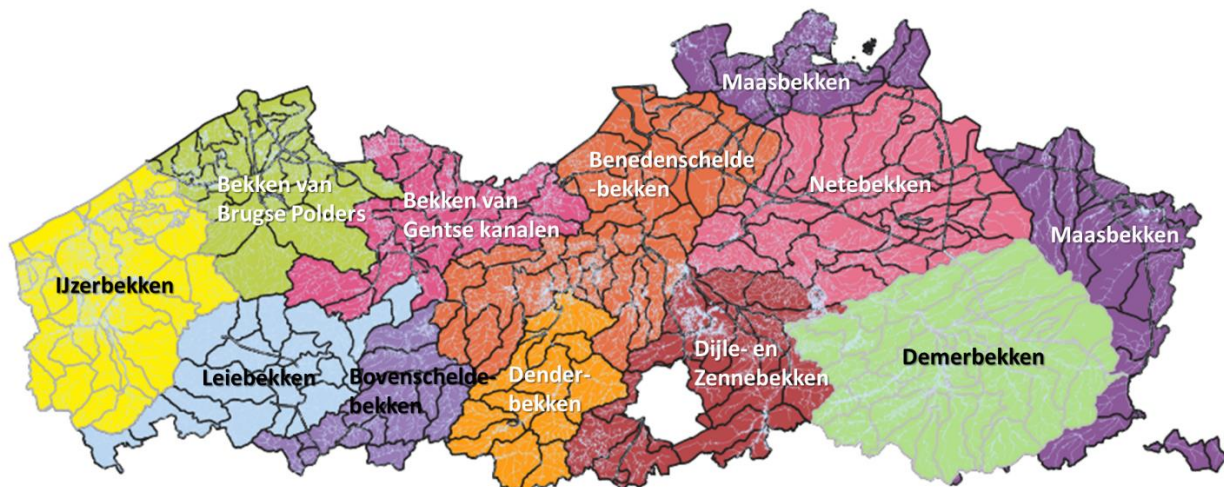 Maasbekken
Benedenschelde
-bekken
Bekken van
Brugse Polders
Bekken van
Gentse kanalen
Netebekken
Maasbekken
IJzerbekken
Leiebekken
Bovenschelde-
bekken
Dender-
bekken
Dijle- en
Zennebekken
Demerbekken